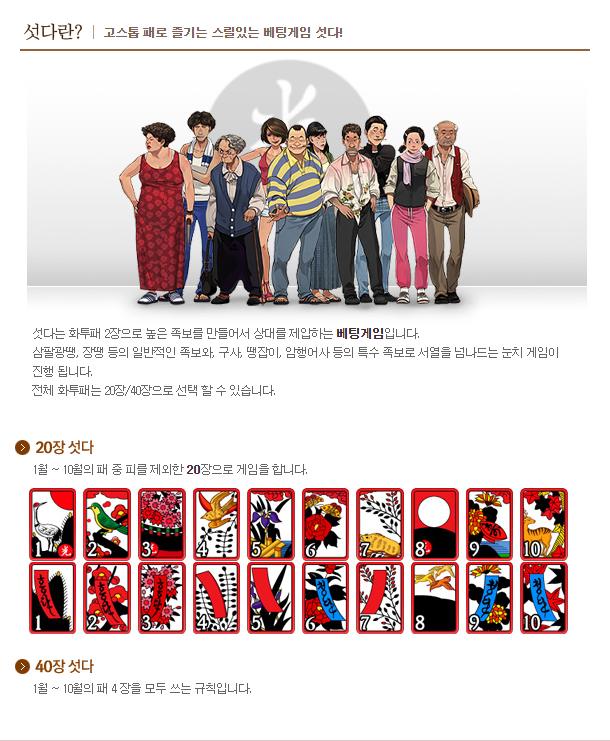 섯다란? | 고스톱 패로 즐기는 스릴있는 베팅게임 섯다!
光
섯다는 화투패 2장으로 높은 족보를 만들어서 상대를 제압하는 베팅게임입니다.
삼팔광땡, 장땡 등의 일반적인 족보와, 구사, 땡잡이, 암행어사 등의 특수 족보로 서열을 넘나드는 눈치 게임이
진행 됩니다.
전체 화투패는 20장/40장으로 선택 할 수 있습니다.
20장 섯다
1월 ~ 10월의 패 중 피를 제외한 20장으로 게임을 합니다.
1 光 2 3 4 5 6 7 8 9 10
1 2 3 4 5 6 7 8 9 10
40장 섯다
1월 ~ 10월의 패 4장을 모두 쓰는 규칙입니다.